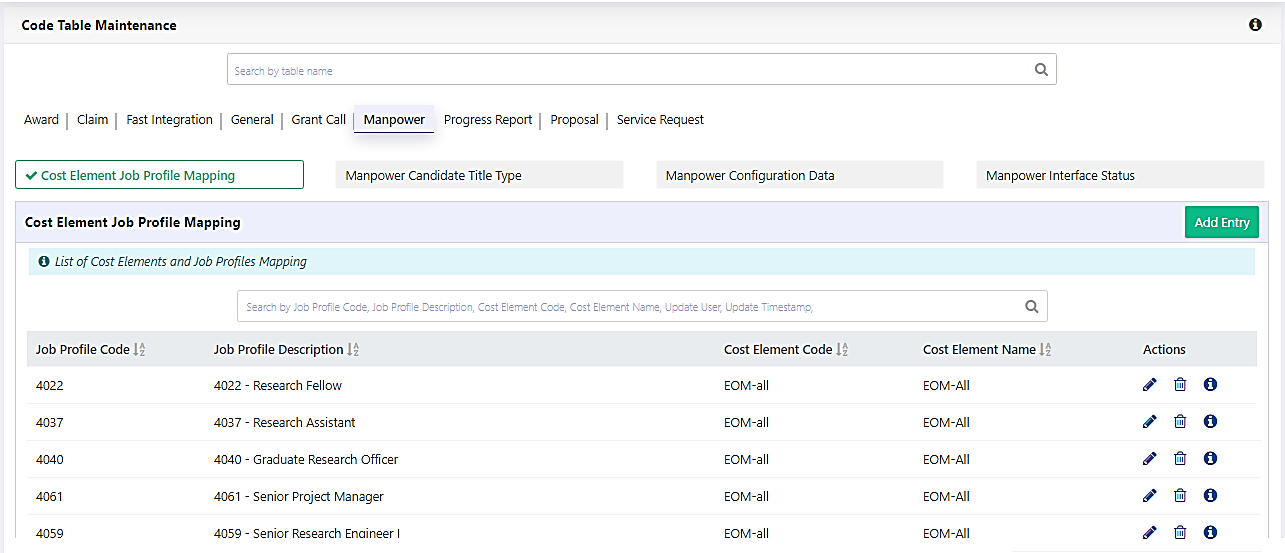 Code Table Maintenance
Search by table name
Award | Claim | Fast Integration | General | Grant Call | Manpower Progress Report | Proposal | Service Request
Cost Element Job Profile Mapping Manpower Candidate Title Type Manpower Configuration Data Manpower Interface Status
Cost Element Job Profile Mapping Add Entry
List of Cost Elements and Job Profiles Mapping
Search by Job Profile Code, Job Profile Description, Cost Element Code, Cost Element Name, Update User, Update Timestamp,
Job Profile Code Job Profile Description Cost Element Code Cost Element Name Actions
4022 4022 - Research Fellow EOM-all EOM-All
4037 4037 - Research Assistant EOM-all EOM-All
4040 4040 - Graduate Research Officer EOM-all EOM-All
4061 4061 - Senior Project Manager EOM-all EOM-All
4059 4059 - Senior Research Engineer I EOM-all EOM-All